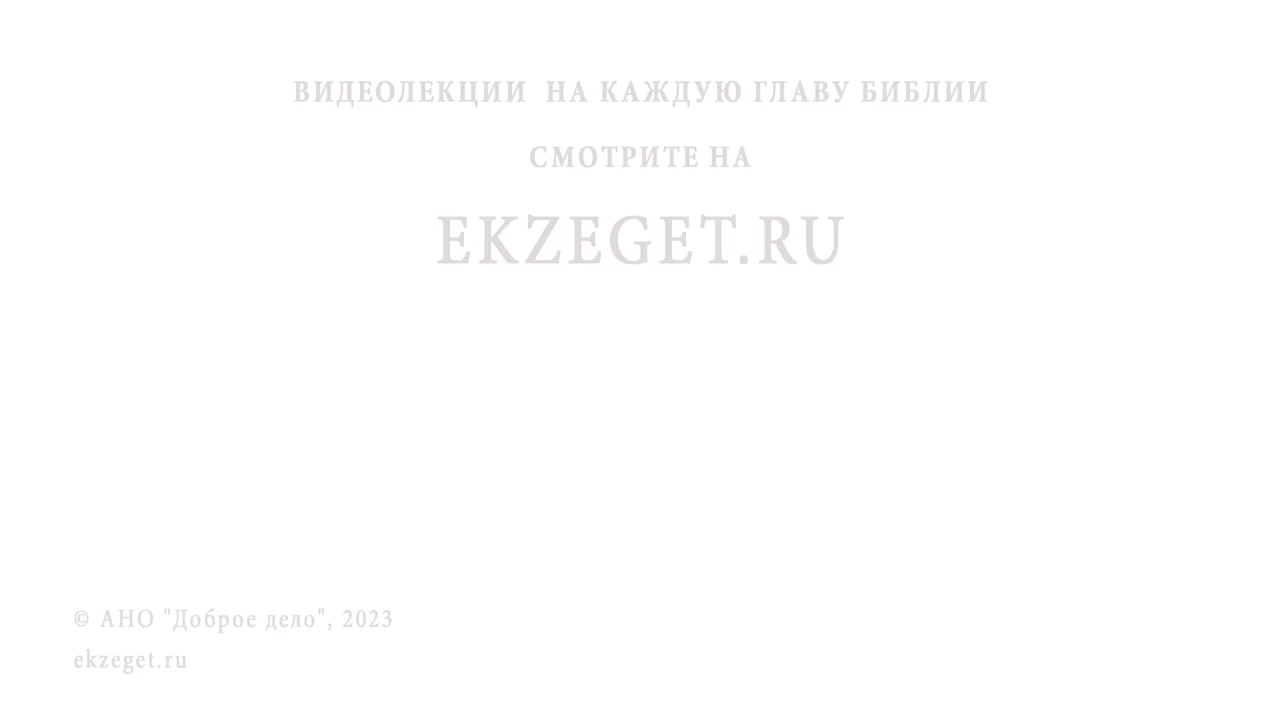 ВИДЕОЛЕКЦИИ НА КАЖДУЮ ГЛАВУ БИБЛИИ
СМОТРИТЕ НА
EKZEGET.RU
© АНО "Доброе дело", 2023
ekzeget.ru